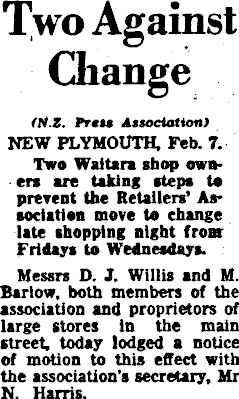 Two Against
Change
(N.Z. Press Association)
NEW PLYMOUTH, Feb. 7.
Two Waitara shop own-
ers are taking steps to
prevent the Retailers' As-
sociation move to change
late shopping night from
Fridays to Wednesdays.
Messrs D. J. Willis and M.
Barlow, both members of the
association and proprietors of
large stores in the main
street, today lodged a notice
of motion to this effect with
the association's secretary, Mr
N. Harris.